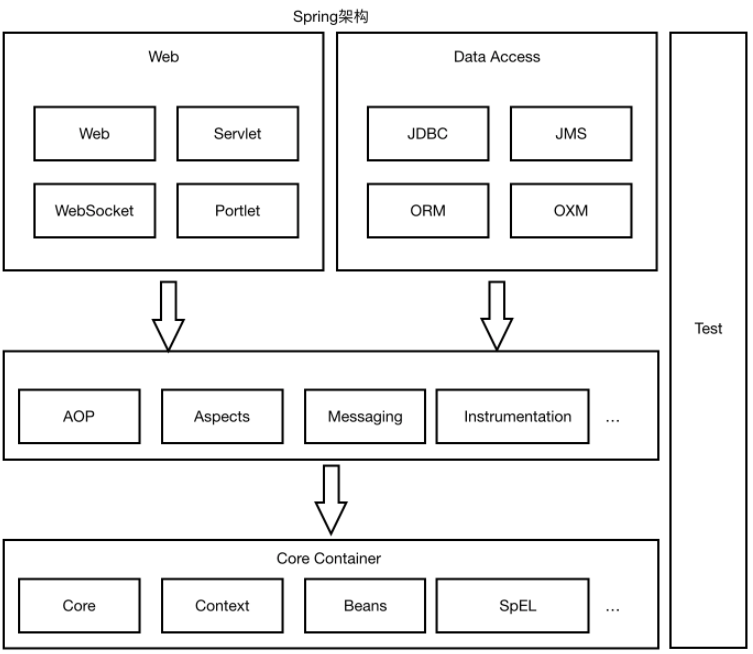 Spring架构
Web
Data Access
Web Servlet
JDBC JMS
WebSocket Portlet
ORM OXM
Test
AOP Aspects Messaging Instrumentation ...
Core Container
Core Context Beans SpEL ...